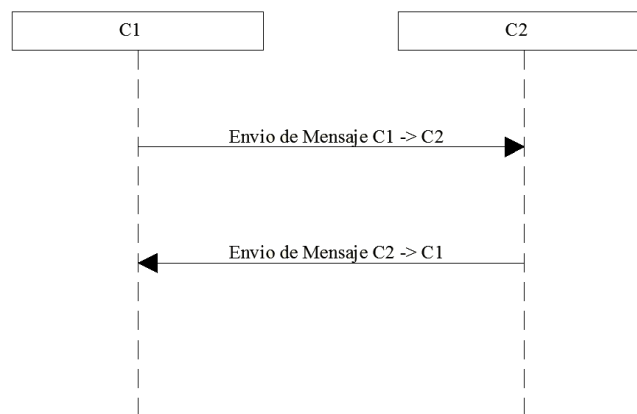 C1
C2
Envio de Mensaje C1 -> C2
Envio de Mensaje C2 -> C1